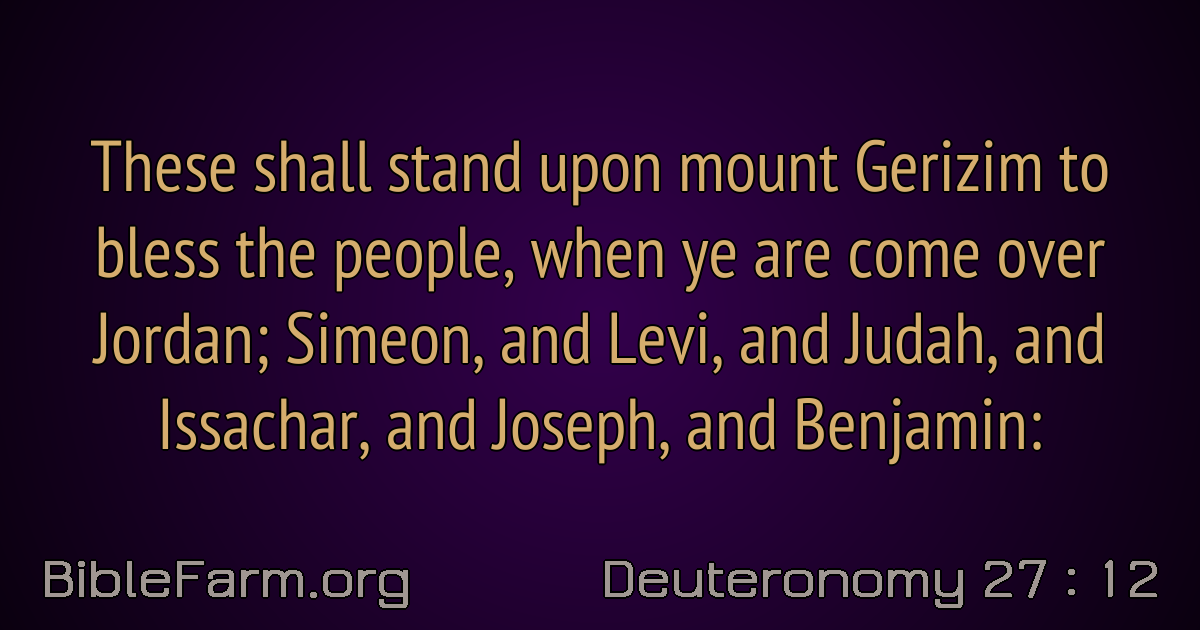 These shall stand upon mount Gerizim to
bless the people, when ye are come over
Jordan; Simeon, and Levi, and Judah, and
Issachar, and Joseph, and Benjamin:
BibleFarm.org
Deuteronomy 27 : 12